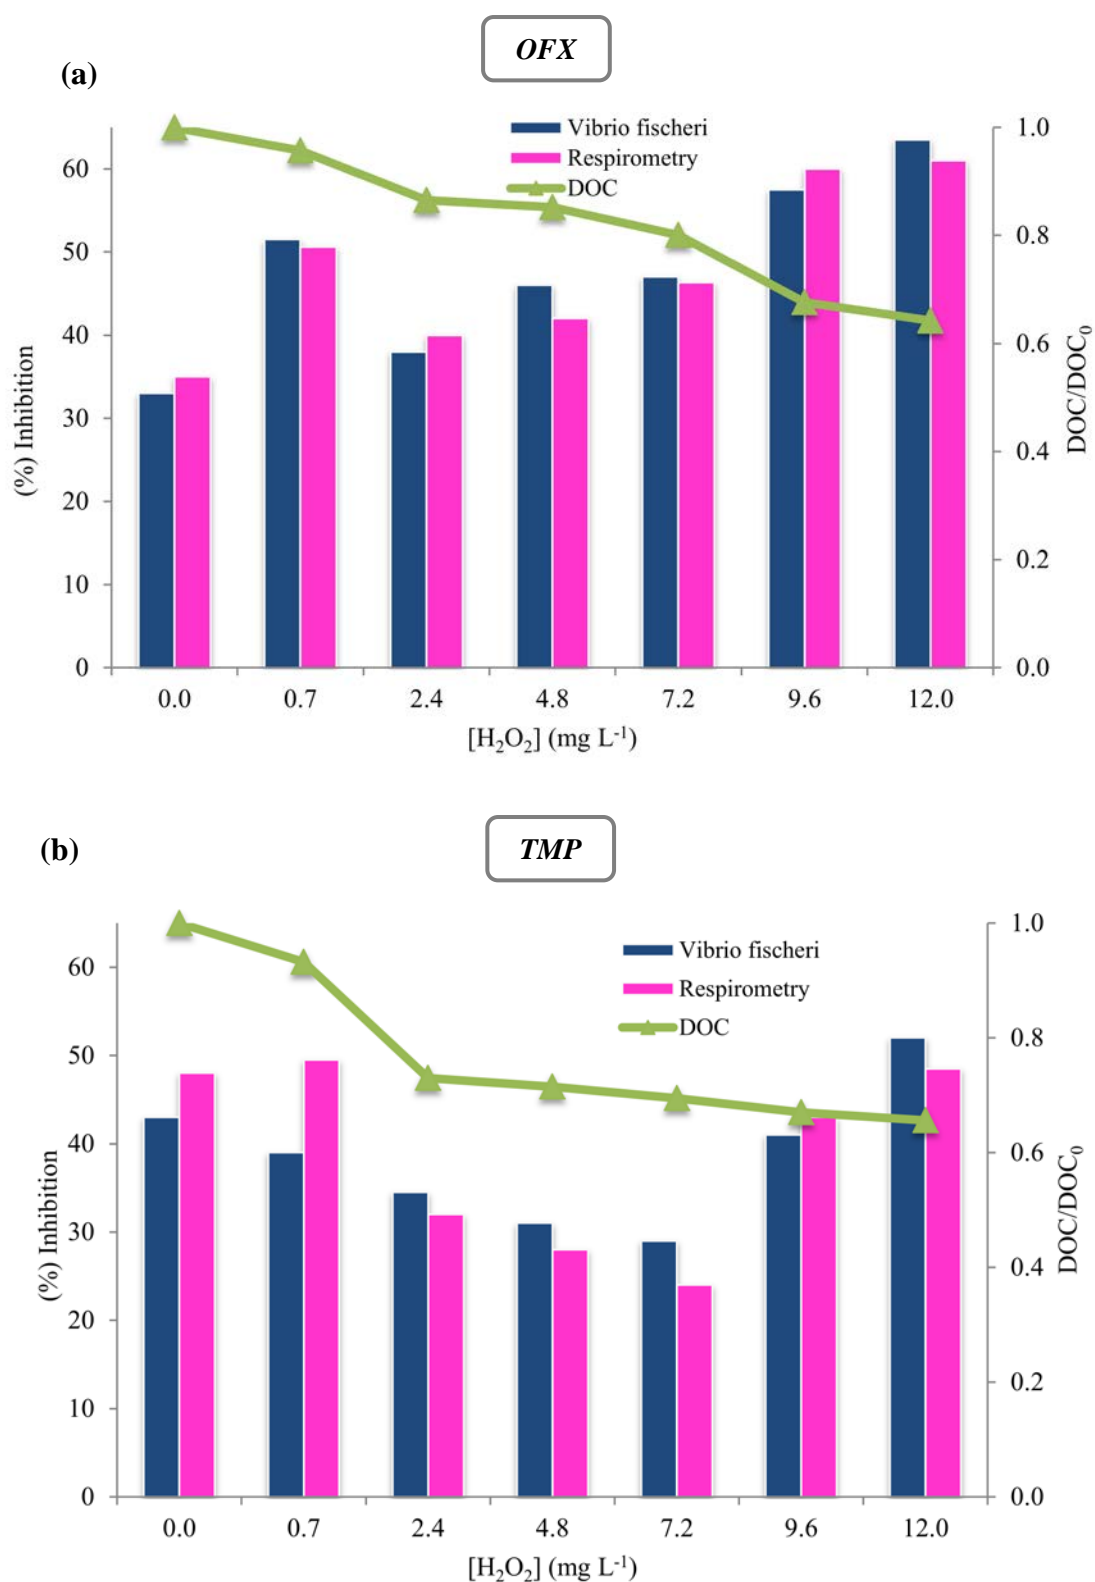 OFX
(a)
Vibrio fischeri
Respirometry
DOC
60
50
40
30
20
10
0
(%) Inhibition
1.0
0.8
0.6
0.4
0.2
0.0
DOC/DOC₀
0.0 0.7 2.4 4.8 7.2 9.6 12.0
[H₂O₂] (mg L⁻¹)
TMP
(b)
Vibrio fischeri
Respirometry
DOC
60
50
40
30
20
10
0
(%) Inhibition
1.0
0.8
0.6
0.4
0.2
0.0
DOC/DOC₀
0.0 0.7 2.4 4.8 7.2 9.6 12.0
[H₂O₂] (mg L⁻¹)